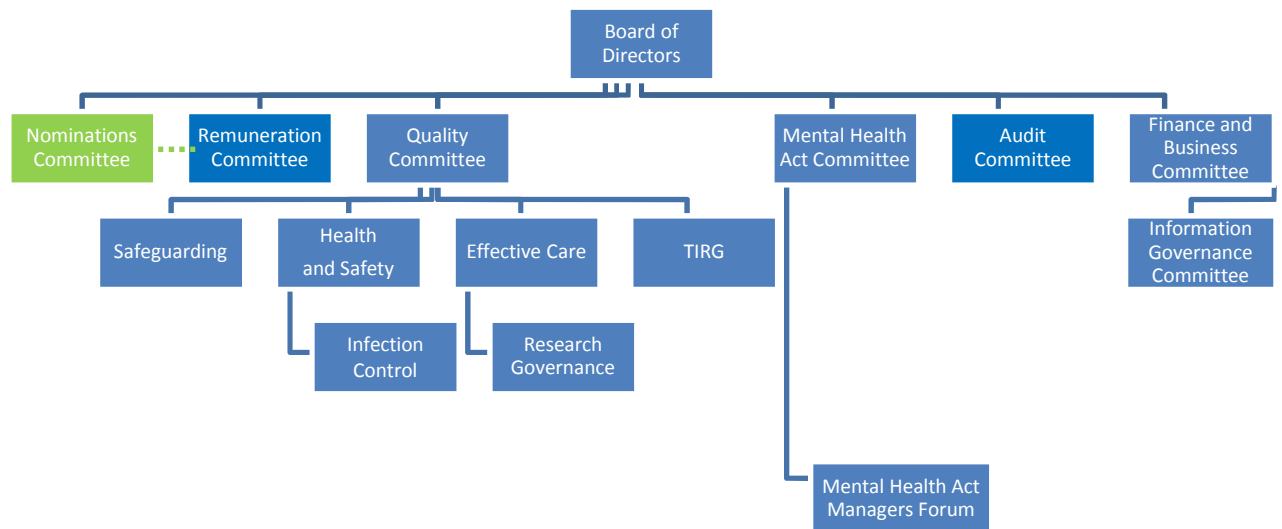 Board of
Directors
Nominations
Committee
Remuneration
Committee
Quality
Committee
Mental Health
Act Committee
Audit
Committee
Finance and
Business
Committee
Safeguarding
Health
and Safety
Effective Care
TIRG
Information
Governance
Committee
Infection
Control
Research
Governance
Mental Health Act
Managers Forum